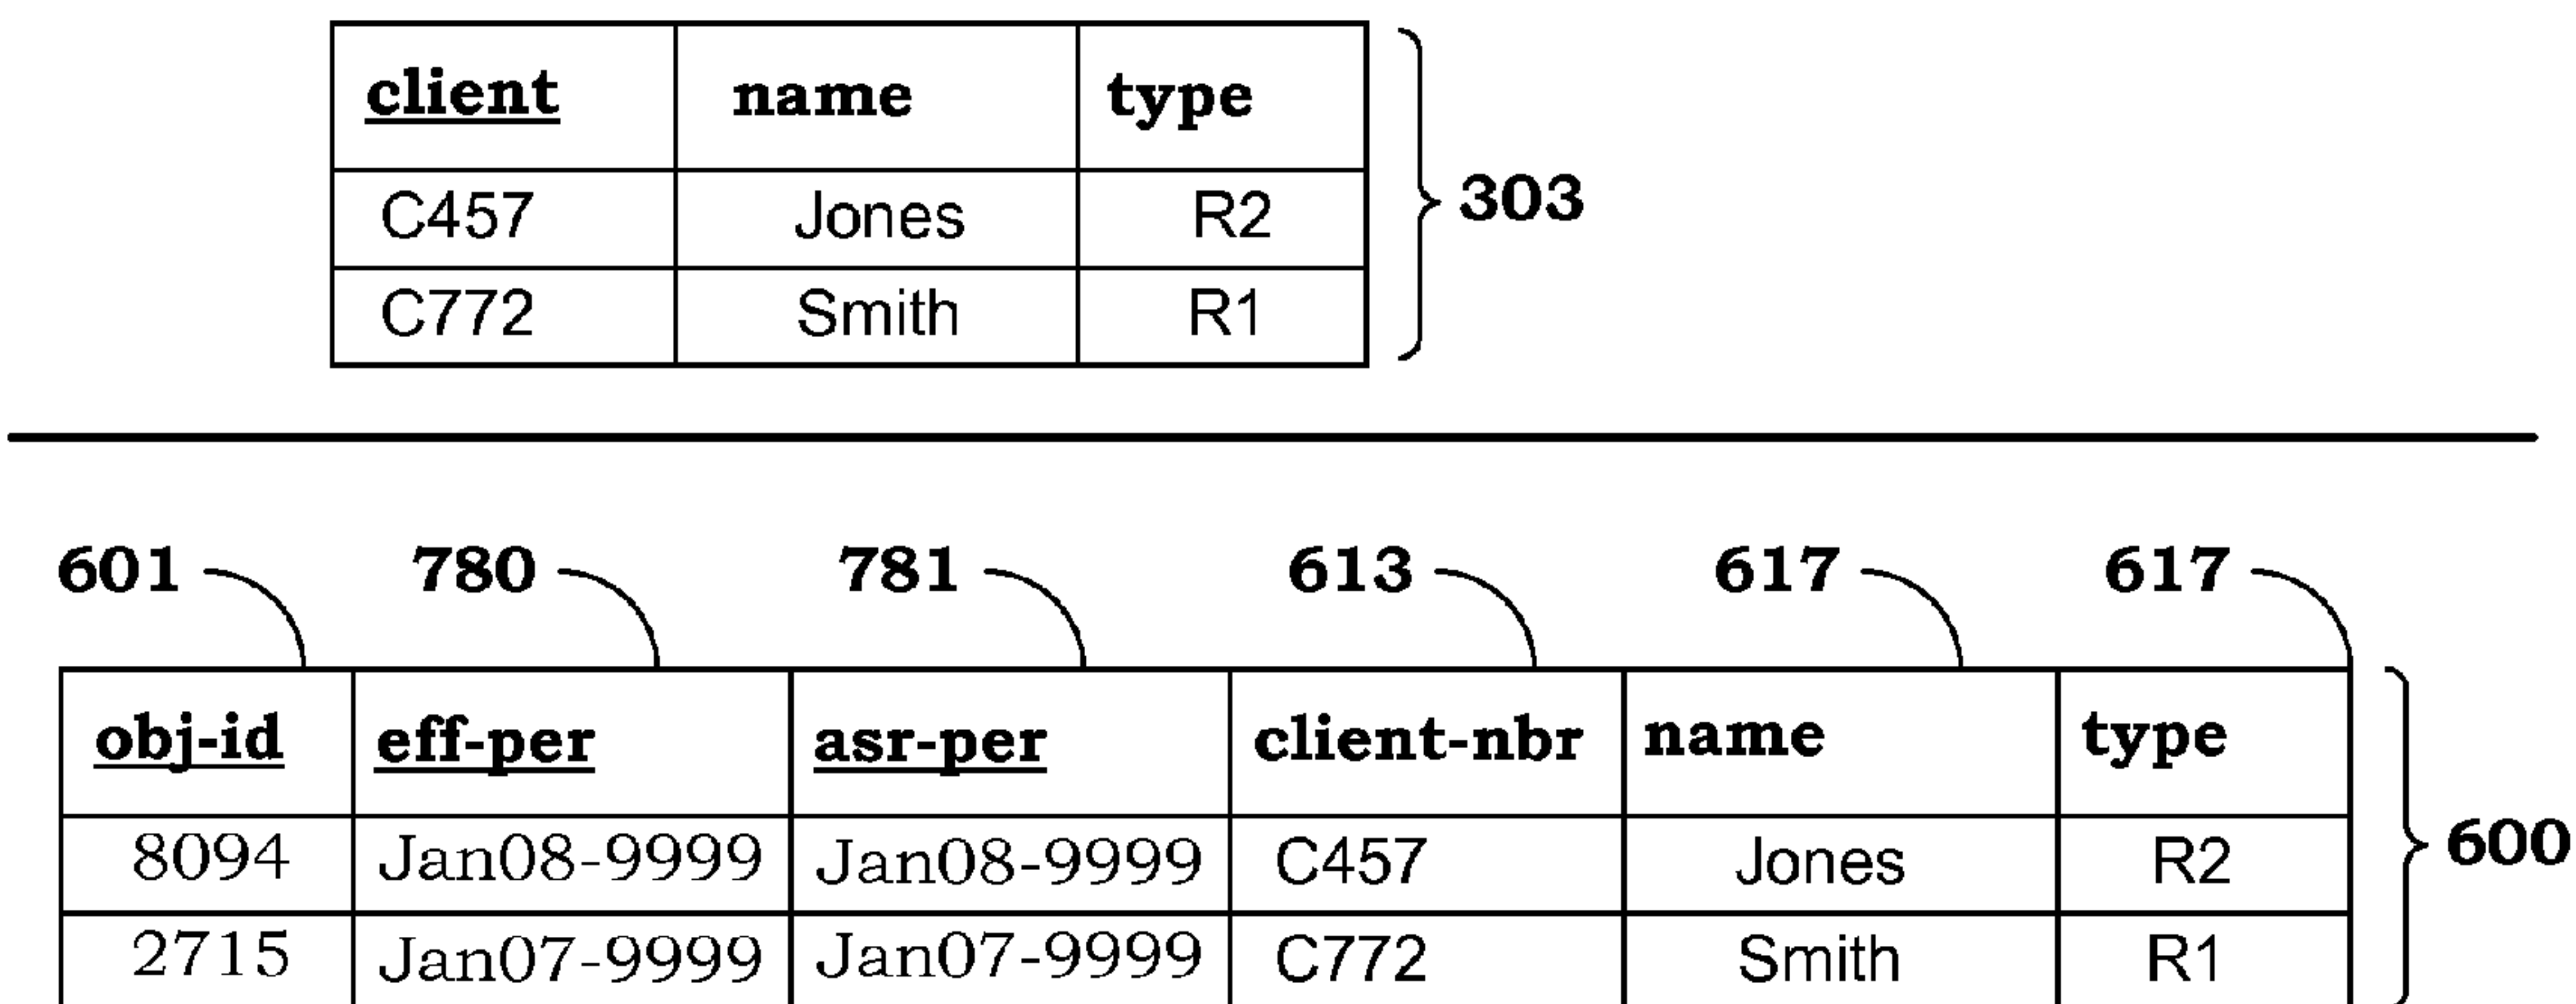 client name type
C457 Jones R2
303
C772 Smith R1
601 780 781 613 617 617
obj-id eff-per asr-per client-nbr name type
8094 Jan08-9999 Jan08-9999 C457 Jones R2
600
2715 Jan07-9999 Jan07-9999 C772 Smith R1